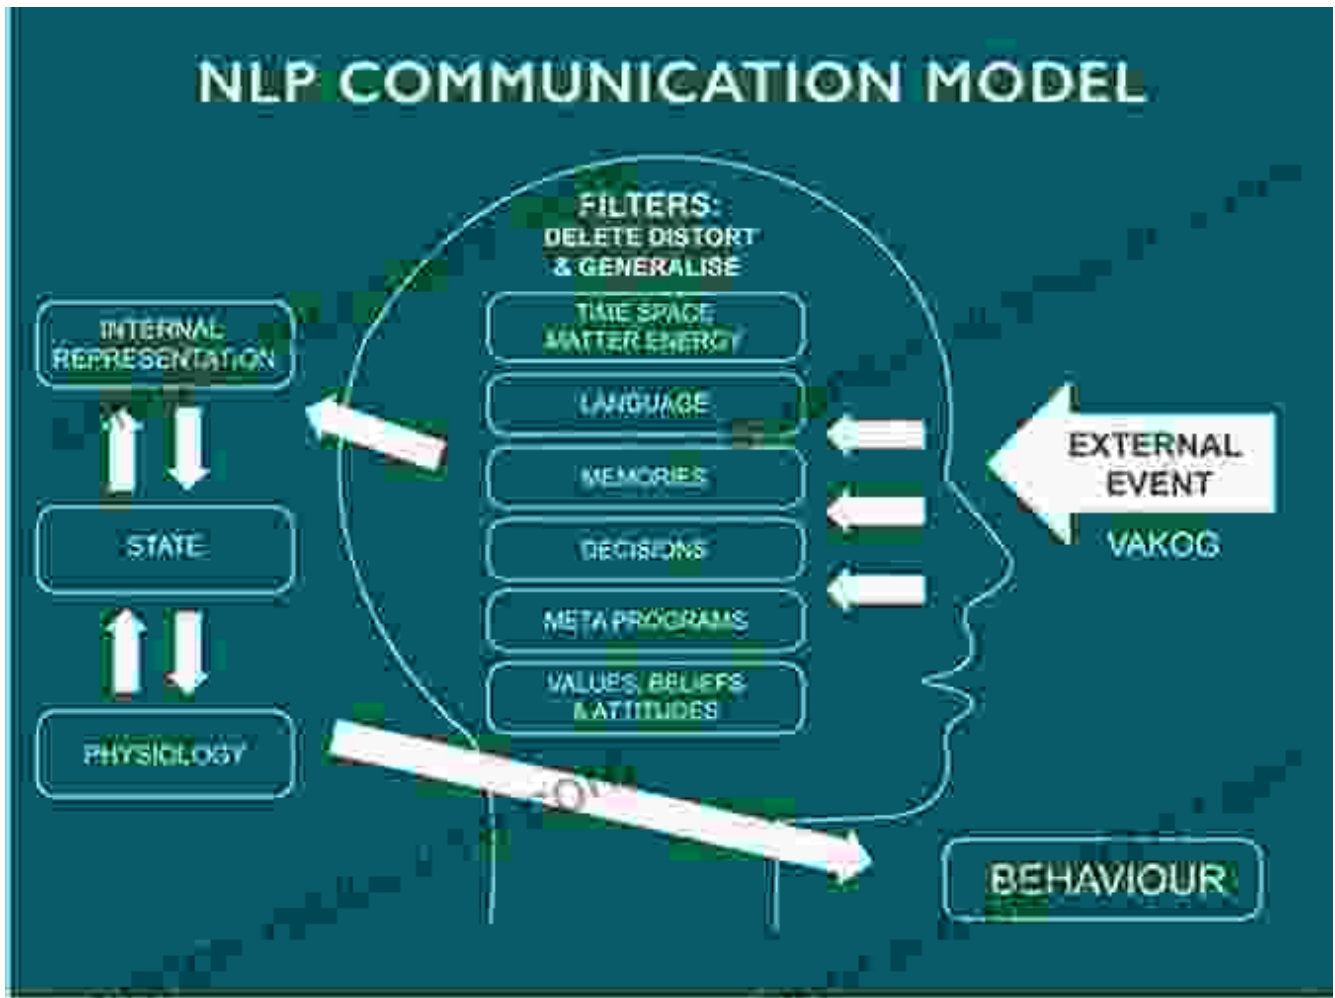 NLP COMMUNICATION MODEL
FILTERS:
DELETE DISTORT
& GENERALISE
TIME SPACE
MATTER ENERGY
LANGUAGE
MEMORIES
DECISIONS
META PROGRAMS
VALUES, BELIEFS
& ATTITUDES
INTERNAL
REPRESENTATION
STATE
PHYSIOLOGY
EXTERNAL
EVENT
VAKOG
BEHAVIOUR